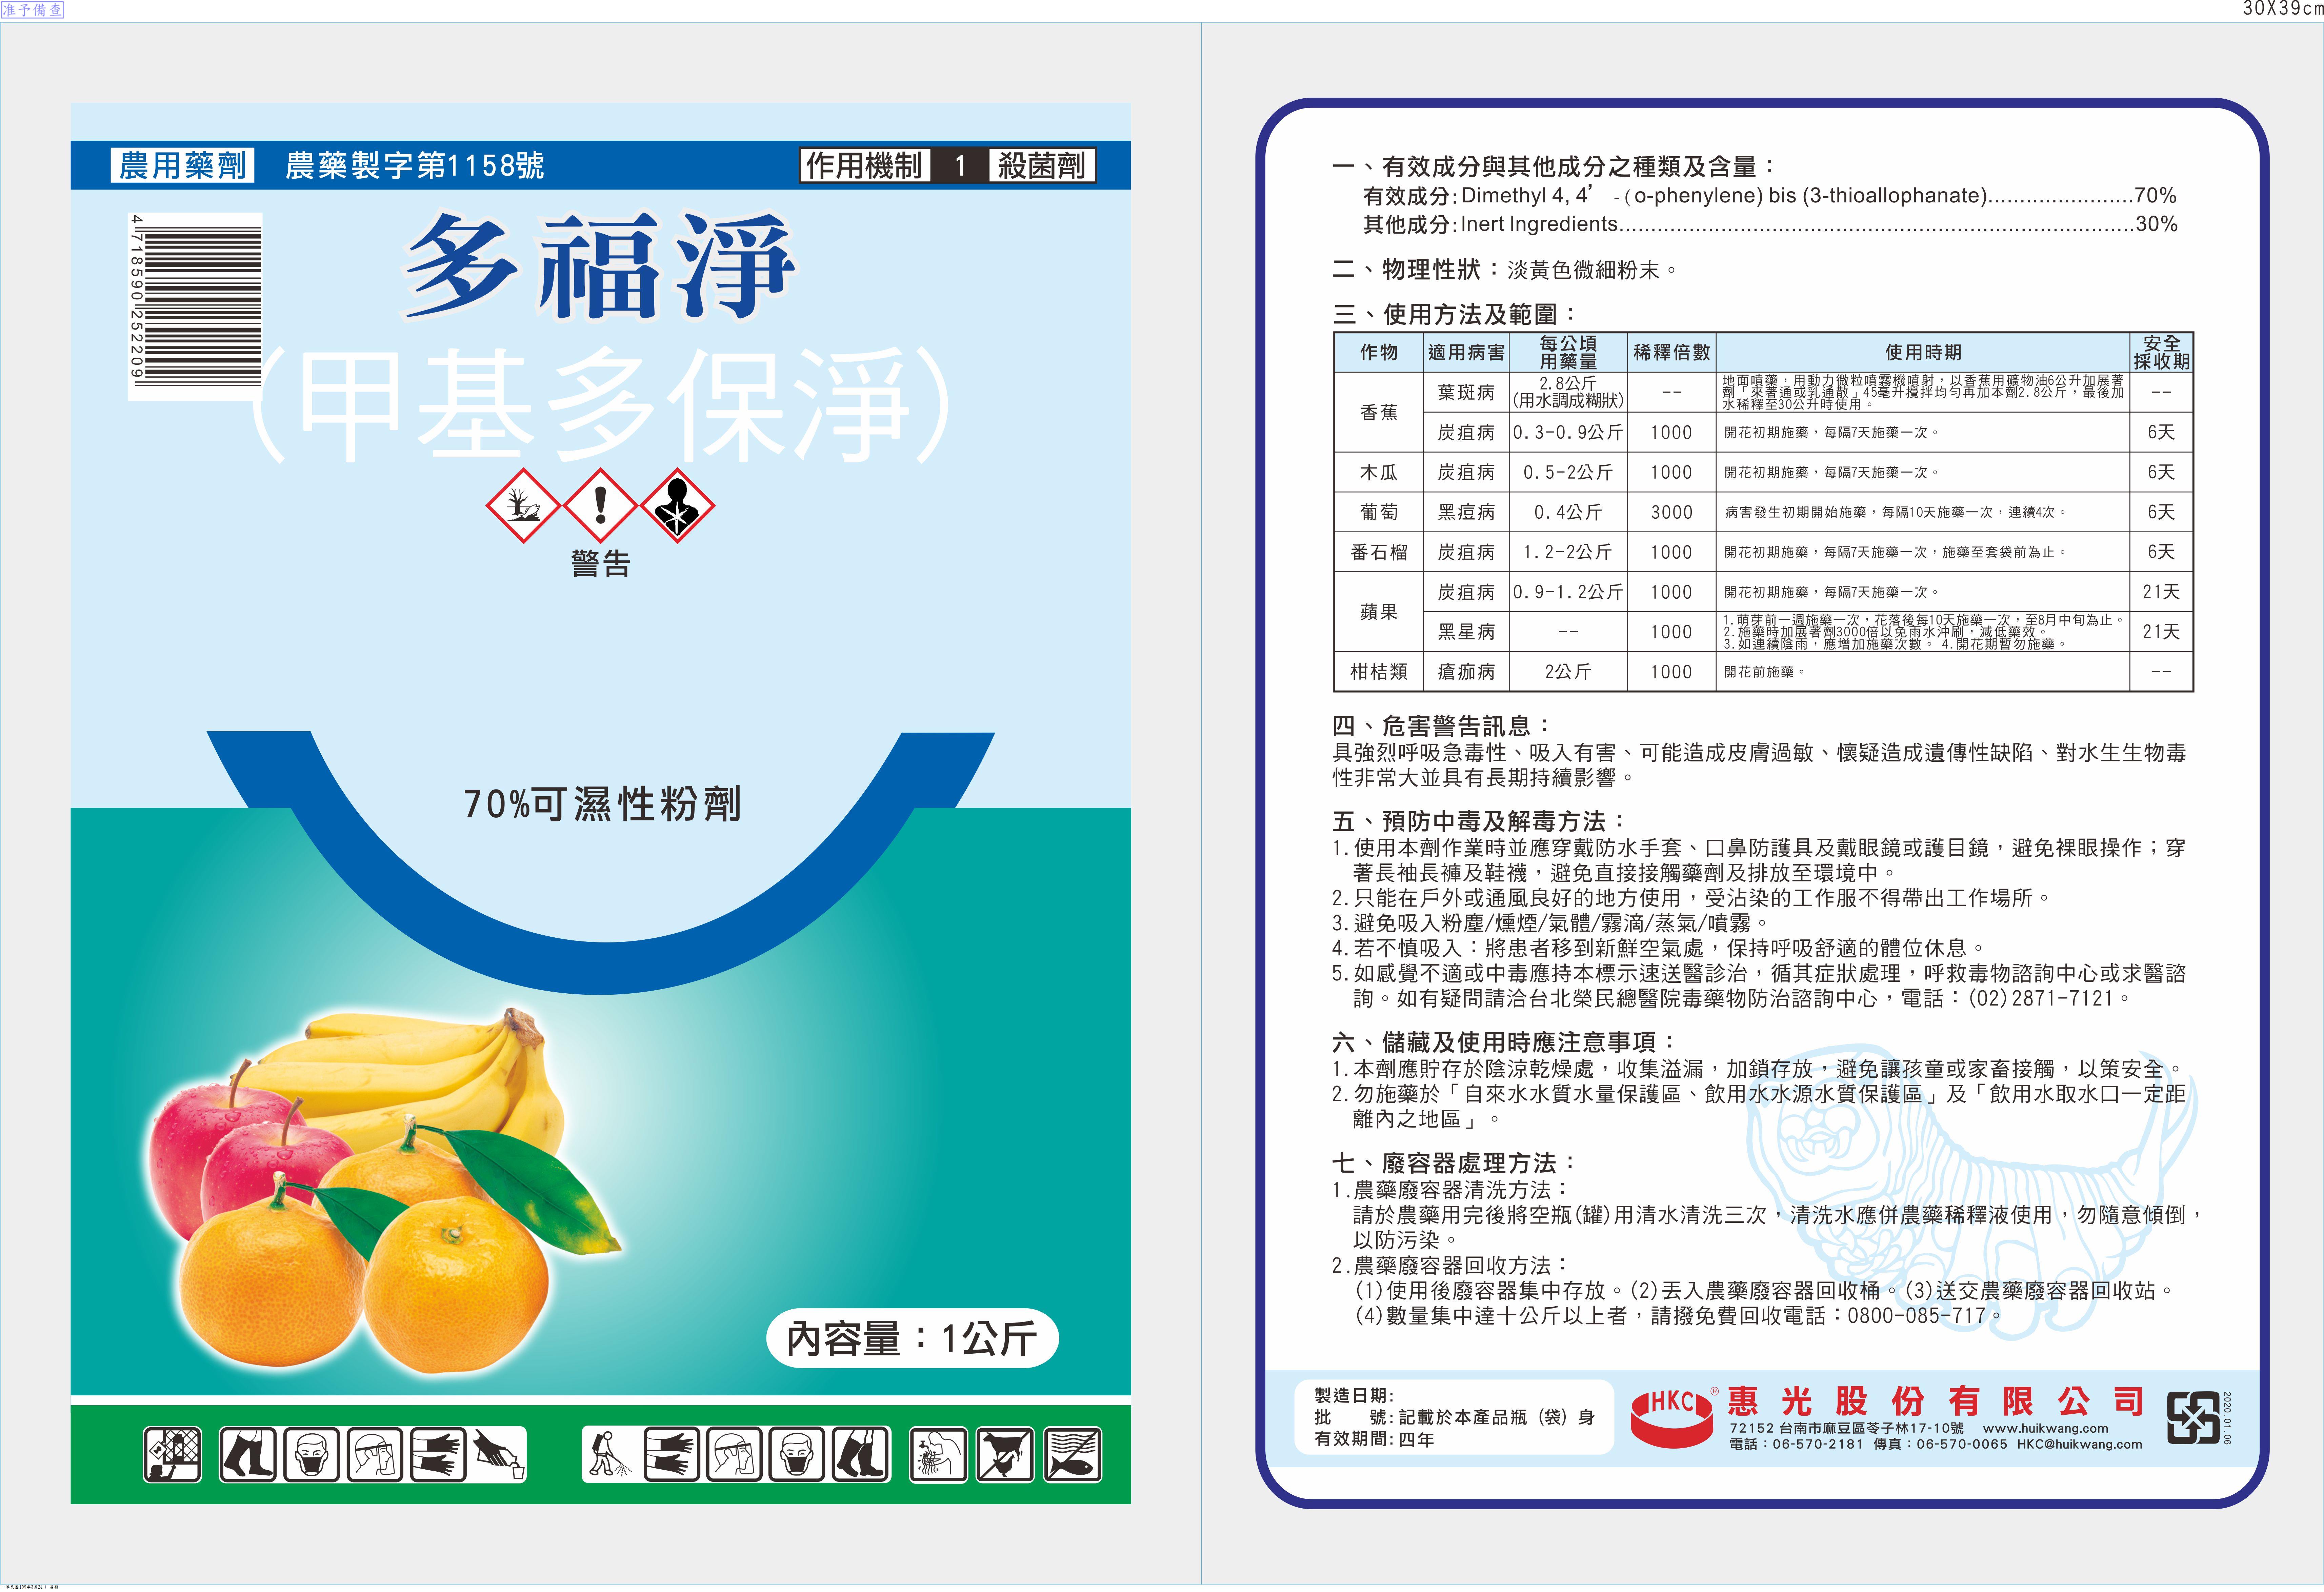 准予備查
30X39cm
農用藥劑 農藥製字第1158號 作用機制 1 殺菌劑
4 718590 252209
多福淨
(甲基多保淨)
警告
70%可濕性粉劑
內容量：1公斤
一、有效成分與其他成分之種類及含量：
有效成分:Dimethyl 4, 4’ -（o-phenylene) bis (3-thioallophanate).......................70%
其他成分:Inert Ingredients.................................................................................30%
二、物理性狀：淡黃色微細粉末。
三、使用方法及範圍：
作物 適用病害 每公頃用藥量 稀釋倍數 使用時期 安全採收期
香蕉 葉斑病 2.8公斤(用水調成糊狀) -- 地面噴藥，用動力微粒噴霧機噴射，以香蕉用礦物油6公升加展著
劑「來著通或乳通散」45毫升攪拌均勻再加本劑2.8公斤，最後加
水稀釋至30公升時使用。 --
炭疽病 0.3-0.9公斤 1000 開花初期施藥，每隔7天施藥一次。 6天
木瓜 炭疽病 0.5-2公斤 1000 開花初期施藥，每隔7天施藥一次。 6天
葡萄 黑痘病 0.4公斤 3000 病害發生初期開始施藥，每隔10天施藥一次，連續4次。 6天
番石榴 炭疽病 1.2-2公斤 1000 開花初期施藥，每隔7天施藥一次，施藥至套袋前為止。 6天
蘋果 炭疽病 0.9-1.2公斤 1000 開花初期施藥，每隔7天施藥一次。 21天
黑星病 -- 1000 1.萌芽前一週施藥一次，花落後每10天施藥一次，至8月中旬為止。
2.施藥時加展著劑3000倍以免雨水沖刷，減低藥效。
3.如連續陰雨，應增加施藥次數。 4.開花期暫勿施藥。 21天
柑桔類 瘡痂病 2公斤 1000 開花前施藥。 --
四、危害警告訊息：
具強烈呼吸急毒性、吸入有害、可能造成皮膚過敏、懷疑造成遺傳性缺陷、對水生生物毒
性非常大並具有長期持續影響。
五、預防中毒及解毒方法：
1.使用本劑作業時並應穿戴防水手套、口鼻防護具及戴眼鏡或護目鏡，避免裸眼操作；穿
著長袖長褲及鞋襪，避免直接接觸藥劑及排放至環境中。
2.只能在戶外或通風良好的地方使用，受沾染的工作服不得帶出工作場所。
3.避免吸入粉塵/燻煙/氣體/霧滴/蒸氣/噴霧。
4.若不慎吸入：將患者移到新鮮空氣處，保持呼吸舒適的體位休息。
5.如感覺不適或中毒應持本標示速送醫診治，循其症狀處理，呼救毒物諮詢中心或求醫諮
詢。如有疑問請洽台北榮民總醫院毒藥物防治諮詢中心，電話：(02)2871-7121。
六、儲藏及使用時應注意事項：
1.本劑應貯存於陰涼乾燥處，收集溢漏，加鎖存放，避免讓孩童或家畜接觸，以策安全。
2.勿施藥於「自來水水質水量保護區、飲用水水源水質保護區」及「飲用水取水口一定距
離內之地區」。
七、廢容器處理方法：
1.農藥廢容器清洗方法：
請於農藥用完後將空瓶(罐)用清水清洗三次，清洗水應併農藥稀釋液使用，勿隨意傾倒，
以防污染。
2.農藥廢容器回收方法：
(1)使用後廢容器集中存放。(2)丟入農藥廢容器回收桶。(3)送交農藥廢容器回收站。
(4)數量集中達十公斤以上者，請撥免費回收電話：0800-085-717。
製造日期:
批 號:記載於本產品瓶（袋）身
有效期間:四年
HKC® 惠光股份有限公司
72152 台南市麻豆區苓子林17-10號 www.huikwang.com
電話：06-570-2181 傳真：06-570-0065 HKC@huikwang.com
2020.01.06